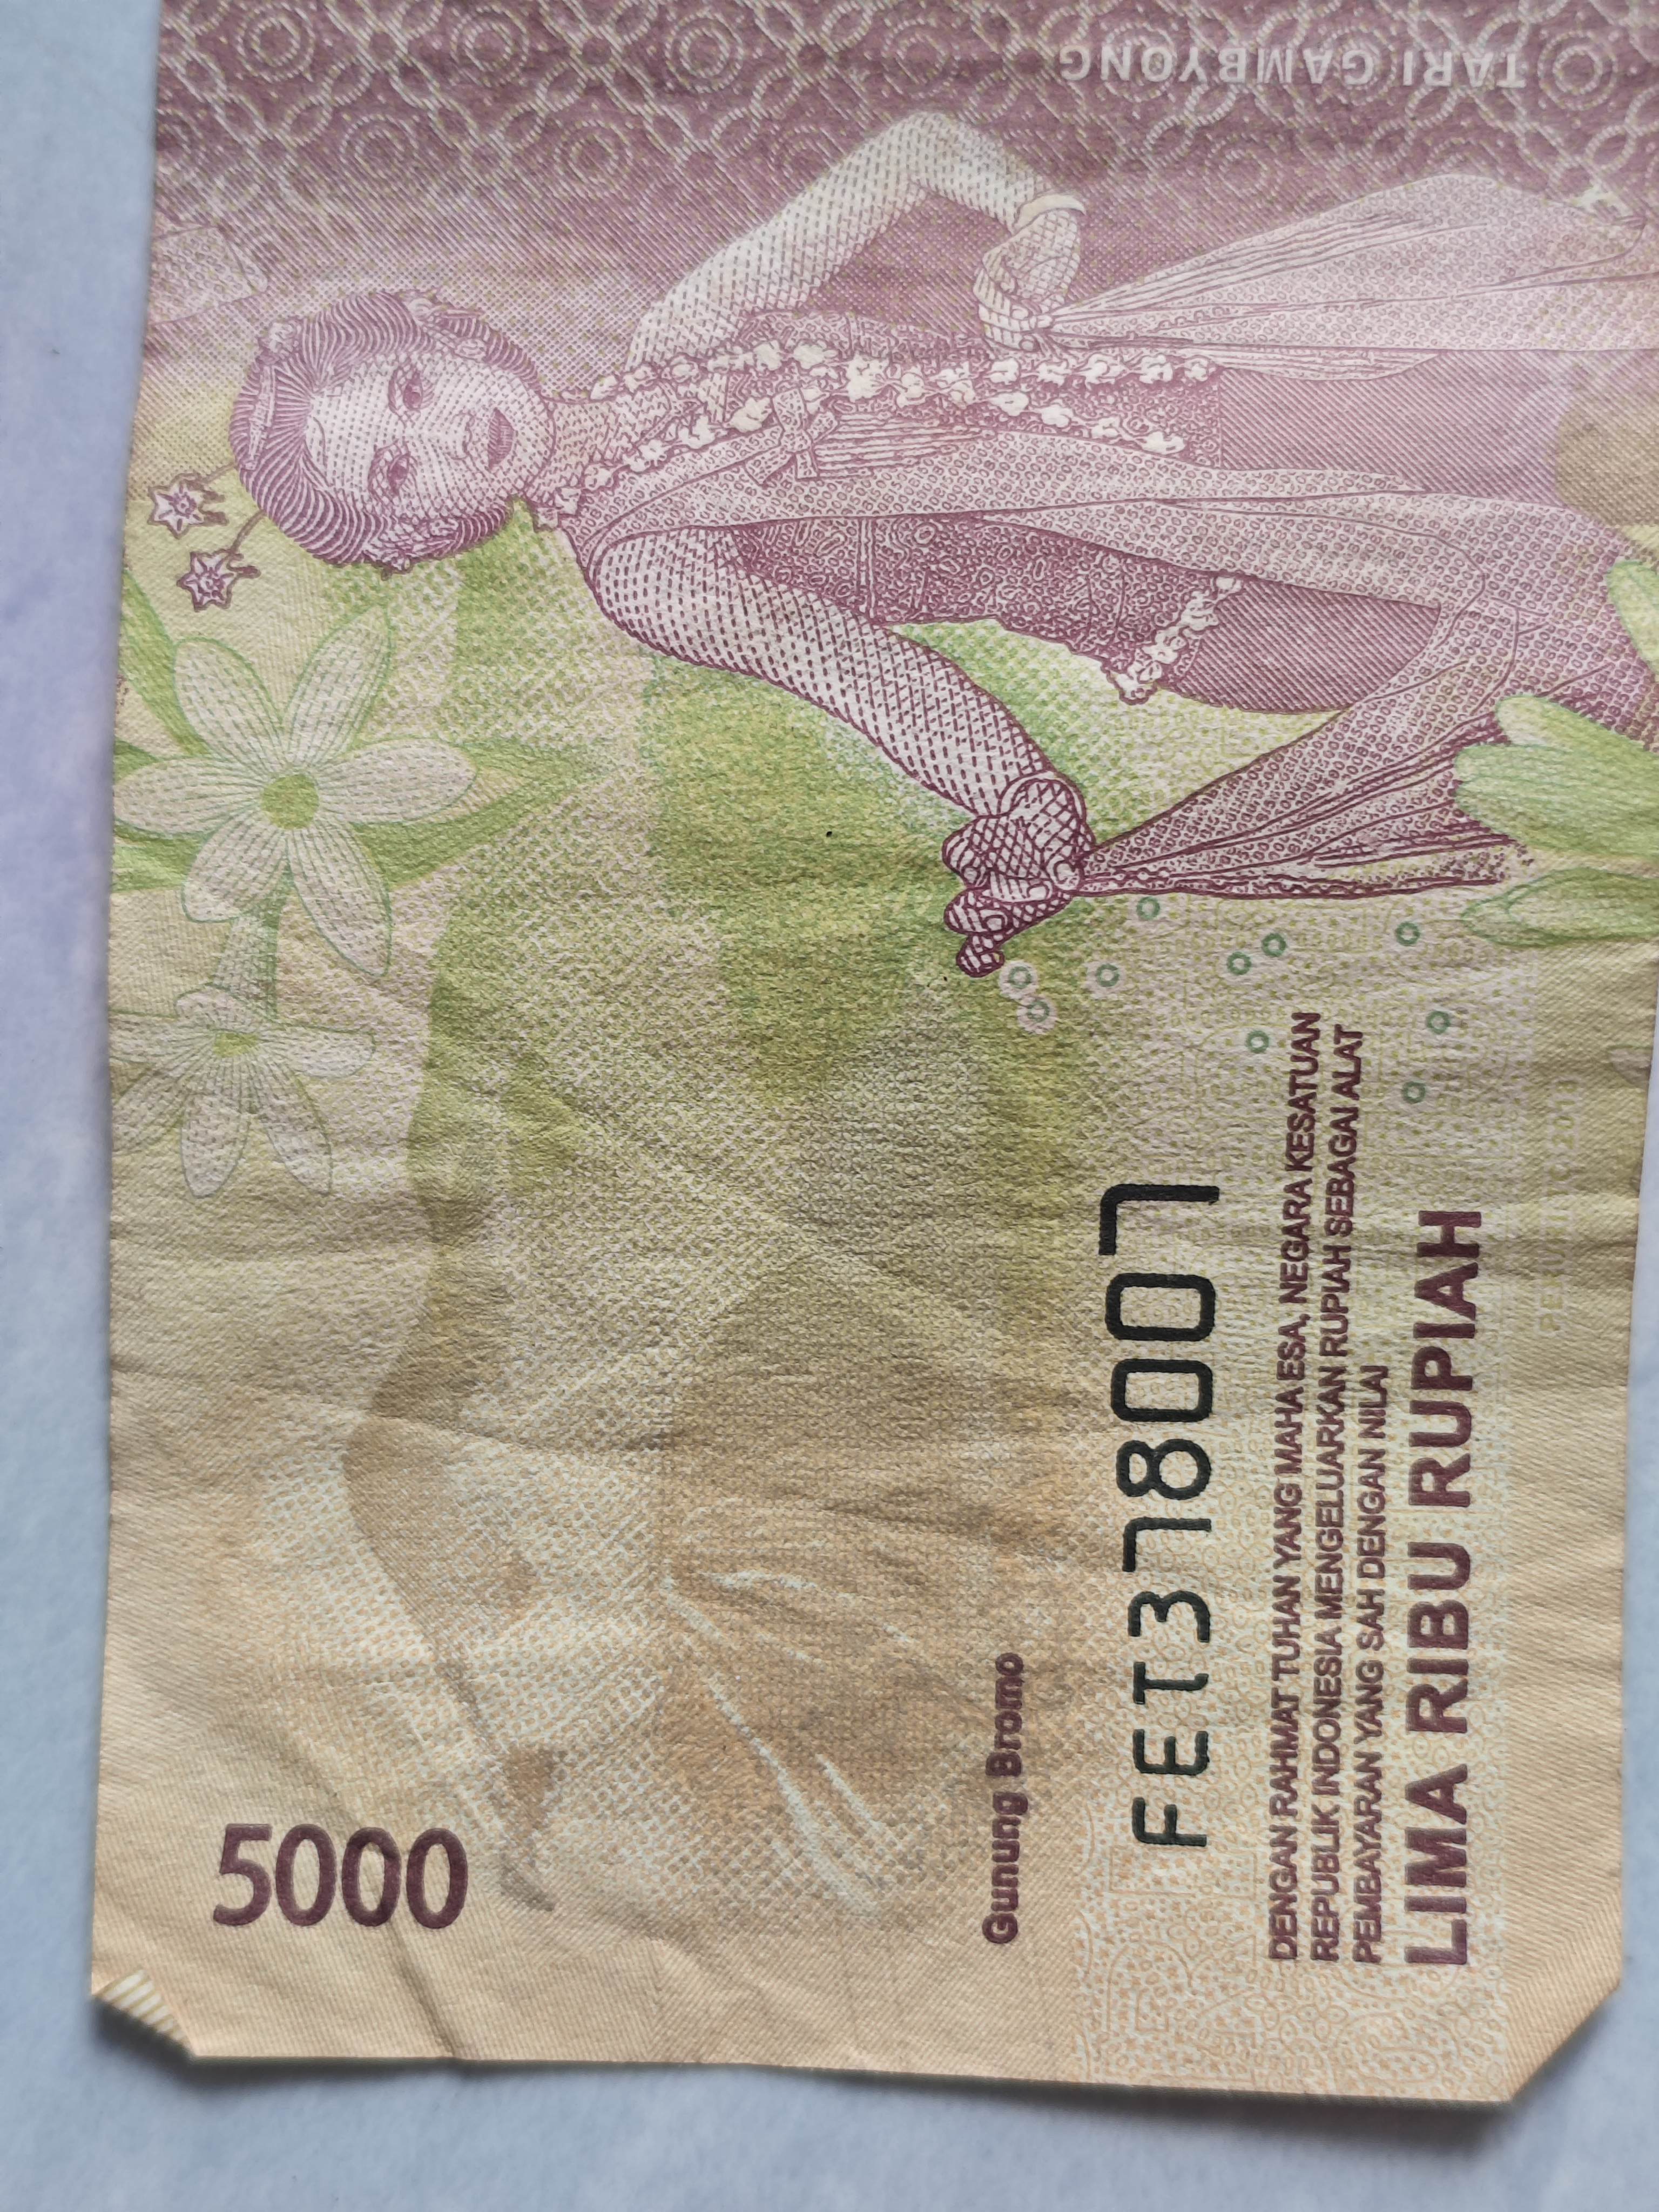 5000
Gunung Bromo
FET378007
DENGAN RAHMAT TUHAN YANG MAHA ESA, NEGARA KESATUAN
REPUBLIK INDONESIA MENGELUARKAN RUPIAH SEBAGAI ALAT
PEMBAYARAN YANG SAH DENGAN NILAI
LIMA RIBU RUPIAH
TARI GAMBYONG